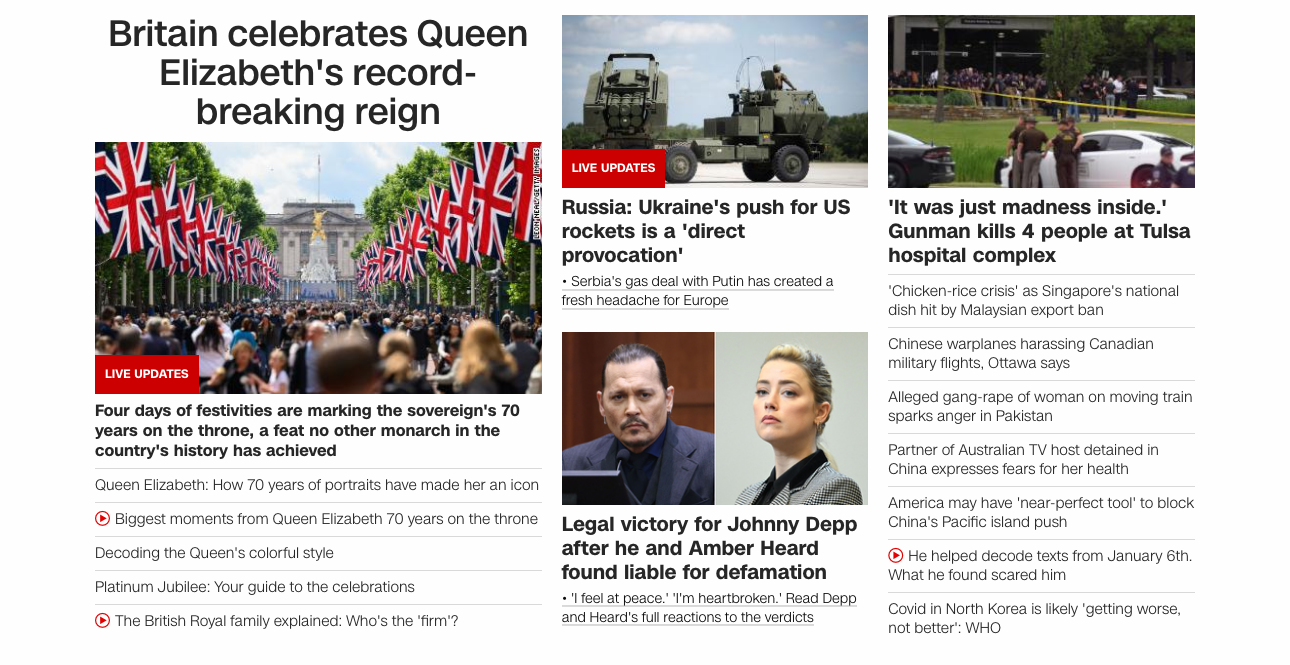 Britain celebrates Queen
Elizabeth's record-
breaking reign
LEON NEAL/GETTY IMAGES
LIVE UPDATES
Four days of festivities are marking the sovereign's 70
years on the throne, a feat no other monarch in the
country's history has achieved
Queen Elizabeth: How 70 years of portraits have made her an icon
Biggest moments from Queen Elizabeth 70 years on the throne
Decoding the Queen's colorful style
Platinum Jubilee: Your guide to the celebrations
The British Royal family explained: Who's the 'firm'?
LIVE UPDATES
Russia: Ukraine's push for US
rockets is a 'direct
provocation'
• Serbia's gas deal with Putin has created a
fresh headache for Europe
Legal victory for Johnny Depp
after he and Amber Heard
found liable for defamation
• 'I feel at peace.' 'I'm heartbroken.' Read Depp
and Heard's full reactions to the verdicts
'It was just madness inside.'
Gunman kills 4 people at Tulsa
hospital complex
'Chicken-rice crisis' as Singapore's national
dish hit by Malaysian export ban
Chinese warplanes harassing Canadian
military flights, Ottawa says
Alleged gang-rape of woman on moving train
sparks anger in Pakistan
Partner of Australian TV host detained in
China expresses fears for her health
America may have 'near-perfect tool' to block
China's Pacific island push
He helped decode texts from January 6th.
What he found scared him
Covid in North Korea is likely 'getting worse,
not better': WHO